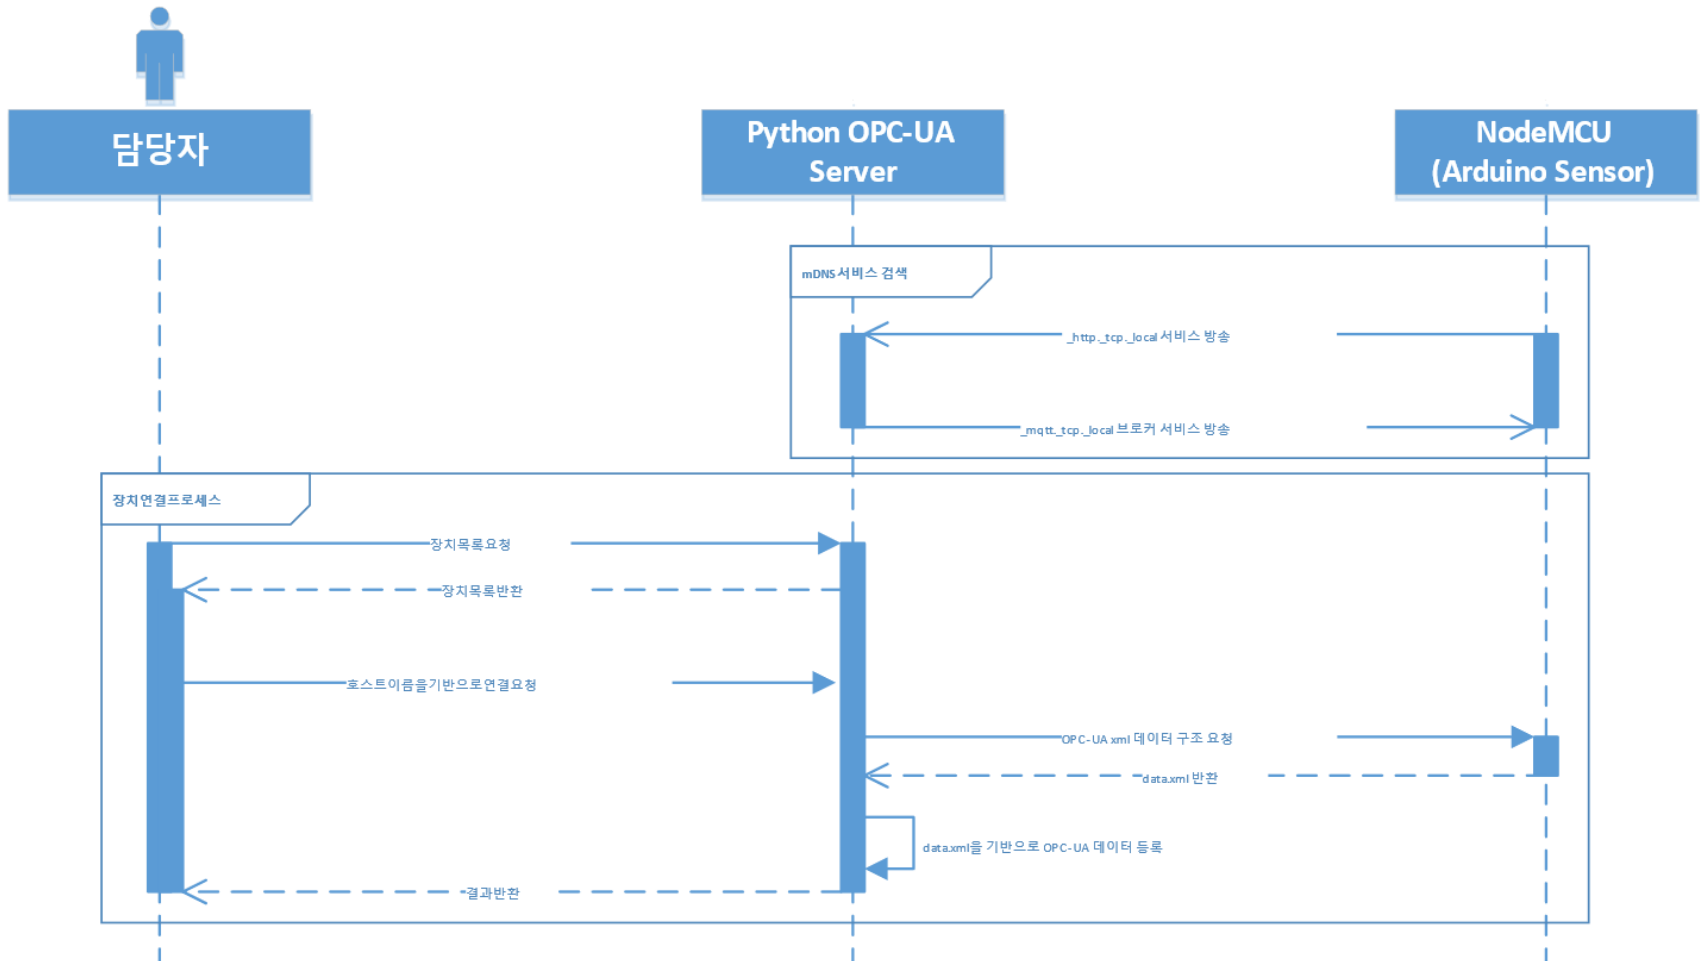 담당자
Python OPC-UA
Server
NodeMCU
(Arduino Sensor)
mDNS 서비스 검색
_http._tcp._local 서비스 방송
_mqtt._tcp._local 브로커 서비스 방송
장치연결프로세스
장치목록요청
장치목록반환
호스트이름을기반으로연결요청
OPC-UA xml 데이터 구조 요청
data.xml 반환
data.xml을 기반으로 OPC-UA 데이터 등록
결과반환